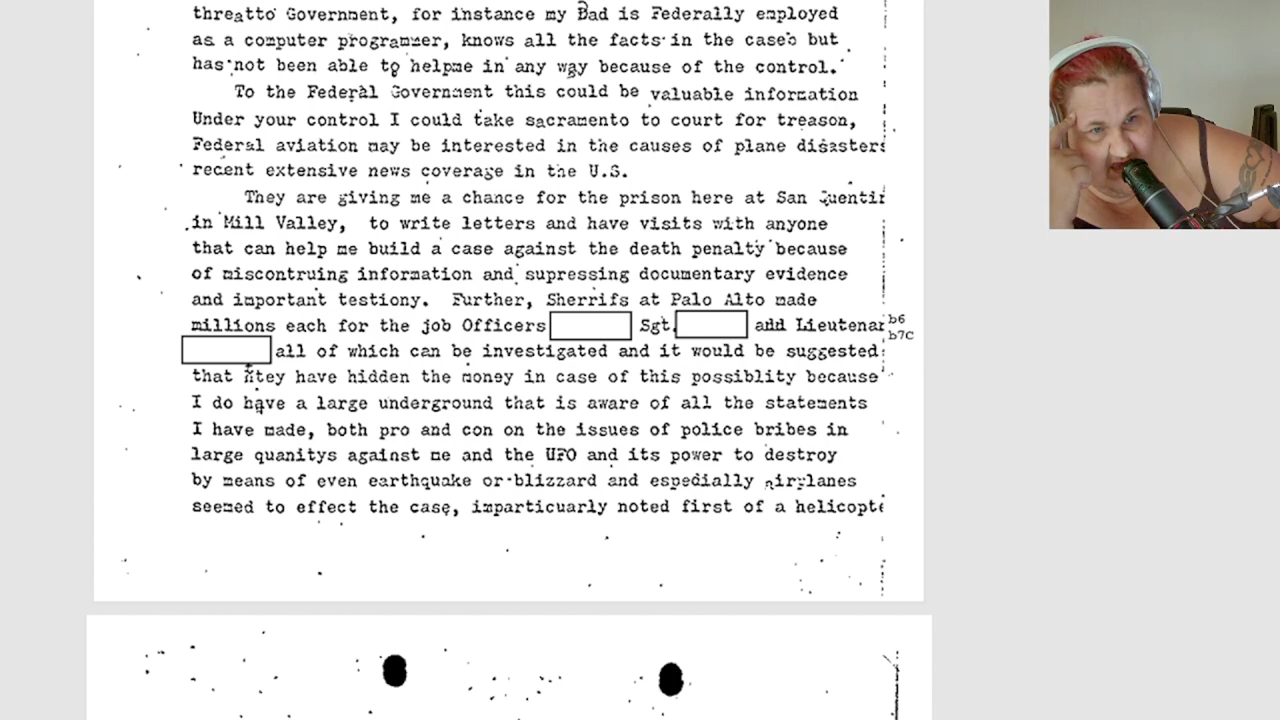 threatto Government, for instance my Bad is Federally employed
as a computer programmer, knows all the facts in the cases but
has not been able to helpme in any way because of the control.
To the Federal Government this could be valuable information
Under your control I could take sacramento to court for treason,
Federal aviation may be interested in the causes of plane disasters
recent extensive news coverage in the U.S.
They are giving me a chance for the prison here at San Quentin
in Mill Valley, to write letters and have visits with anyone
that can help me build a case against the death penalty because
of miscontruing information and supressing documentary evidence
and important testiony. Further, Sherrifs at Palo Alto made
millions each for the job Officers Sgt. add Lieutenan
b6
b7C
all of which can be investigated and it would be suggested
that they have hidden the money in case of this possiblity because
I do have a large underground that is aware of all the statements
I have made, both pro and con on the issues of police bribes in
large quanitys against me and the UFO and its power to destroy
by means of even earthquake or blizzard and espedially airplanes
seemed to effect the case, imparticuarly noted first of a helicopte